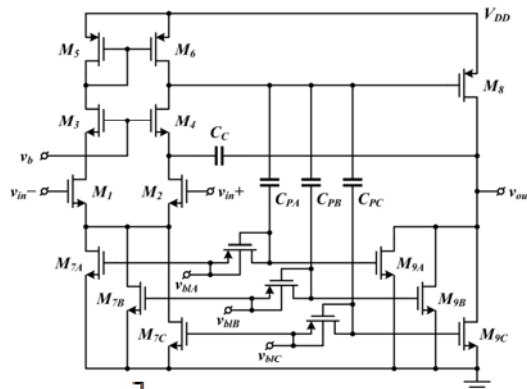 V_DD
M_5
M_6
M_8
M_3
M_4
C_C
v_b
v_in−
M_1
M_2
v_in+
C_PA
C_PB
C_PC
v_ou
M_7A
M_9A
v_blA
M_7B
M_9B
v_blB
M_7C
M_9C
v_blC